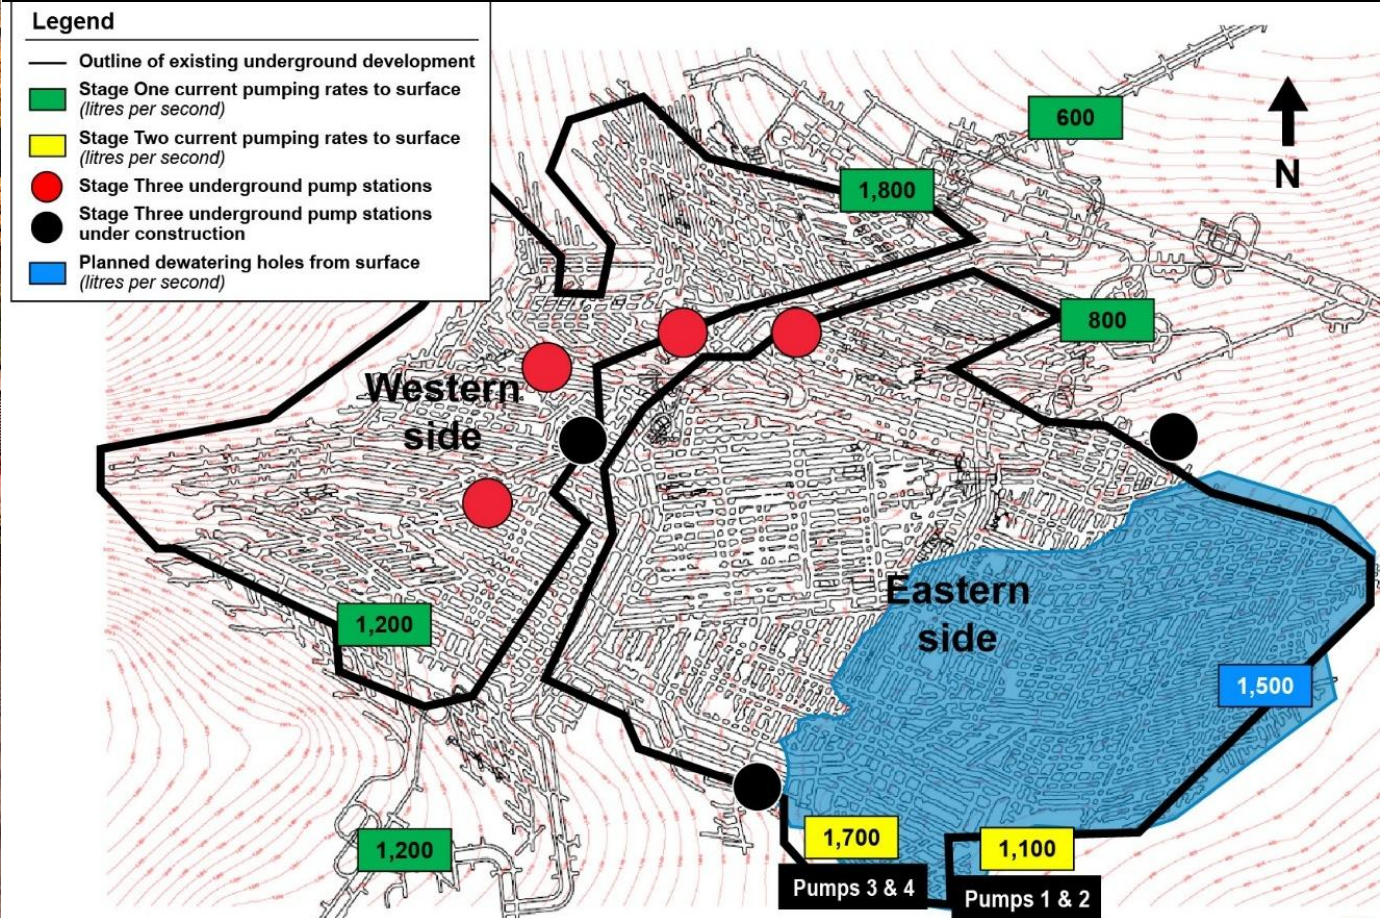 Legend
Outline of existing underground development
Stage One current pumping rates to surface
(litres per second)
Stage Two current pumping rates to surface
(litres per second)
Stage Three underground pump stations
Stage Three underground pump stations
under construction
Planned dewatering holes from surface
(litres per second)
600
N
1,800
800
Western
side
Eastern
side
1,200
1,500
1,200
1,700
1,100
Pumps 3 & 4
Pumps 1 & 2